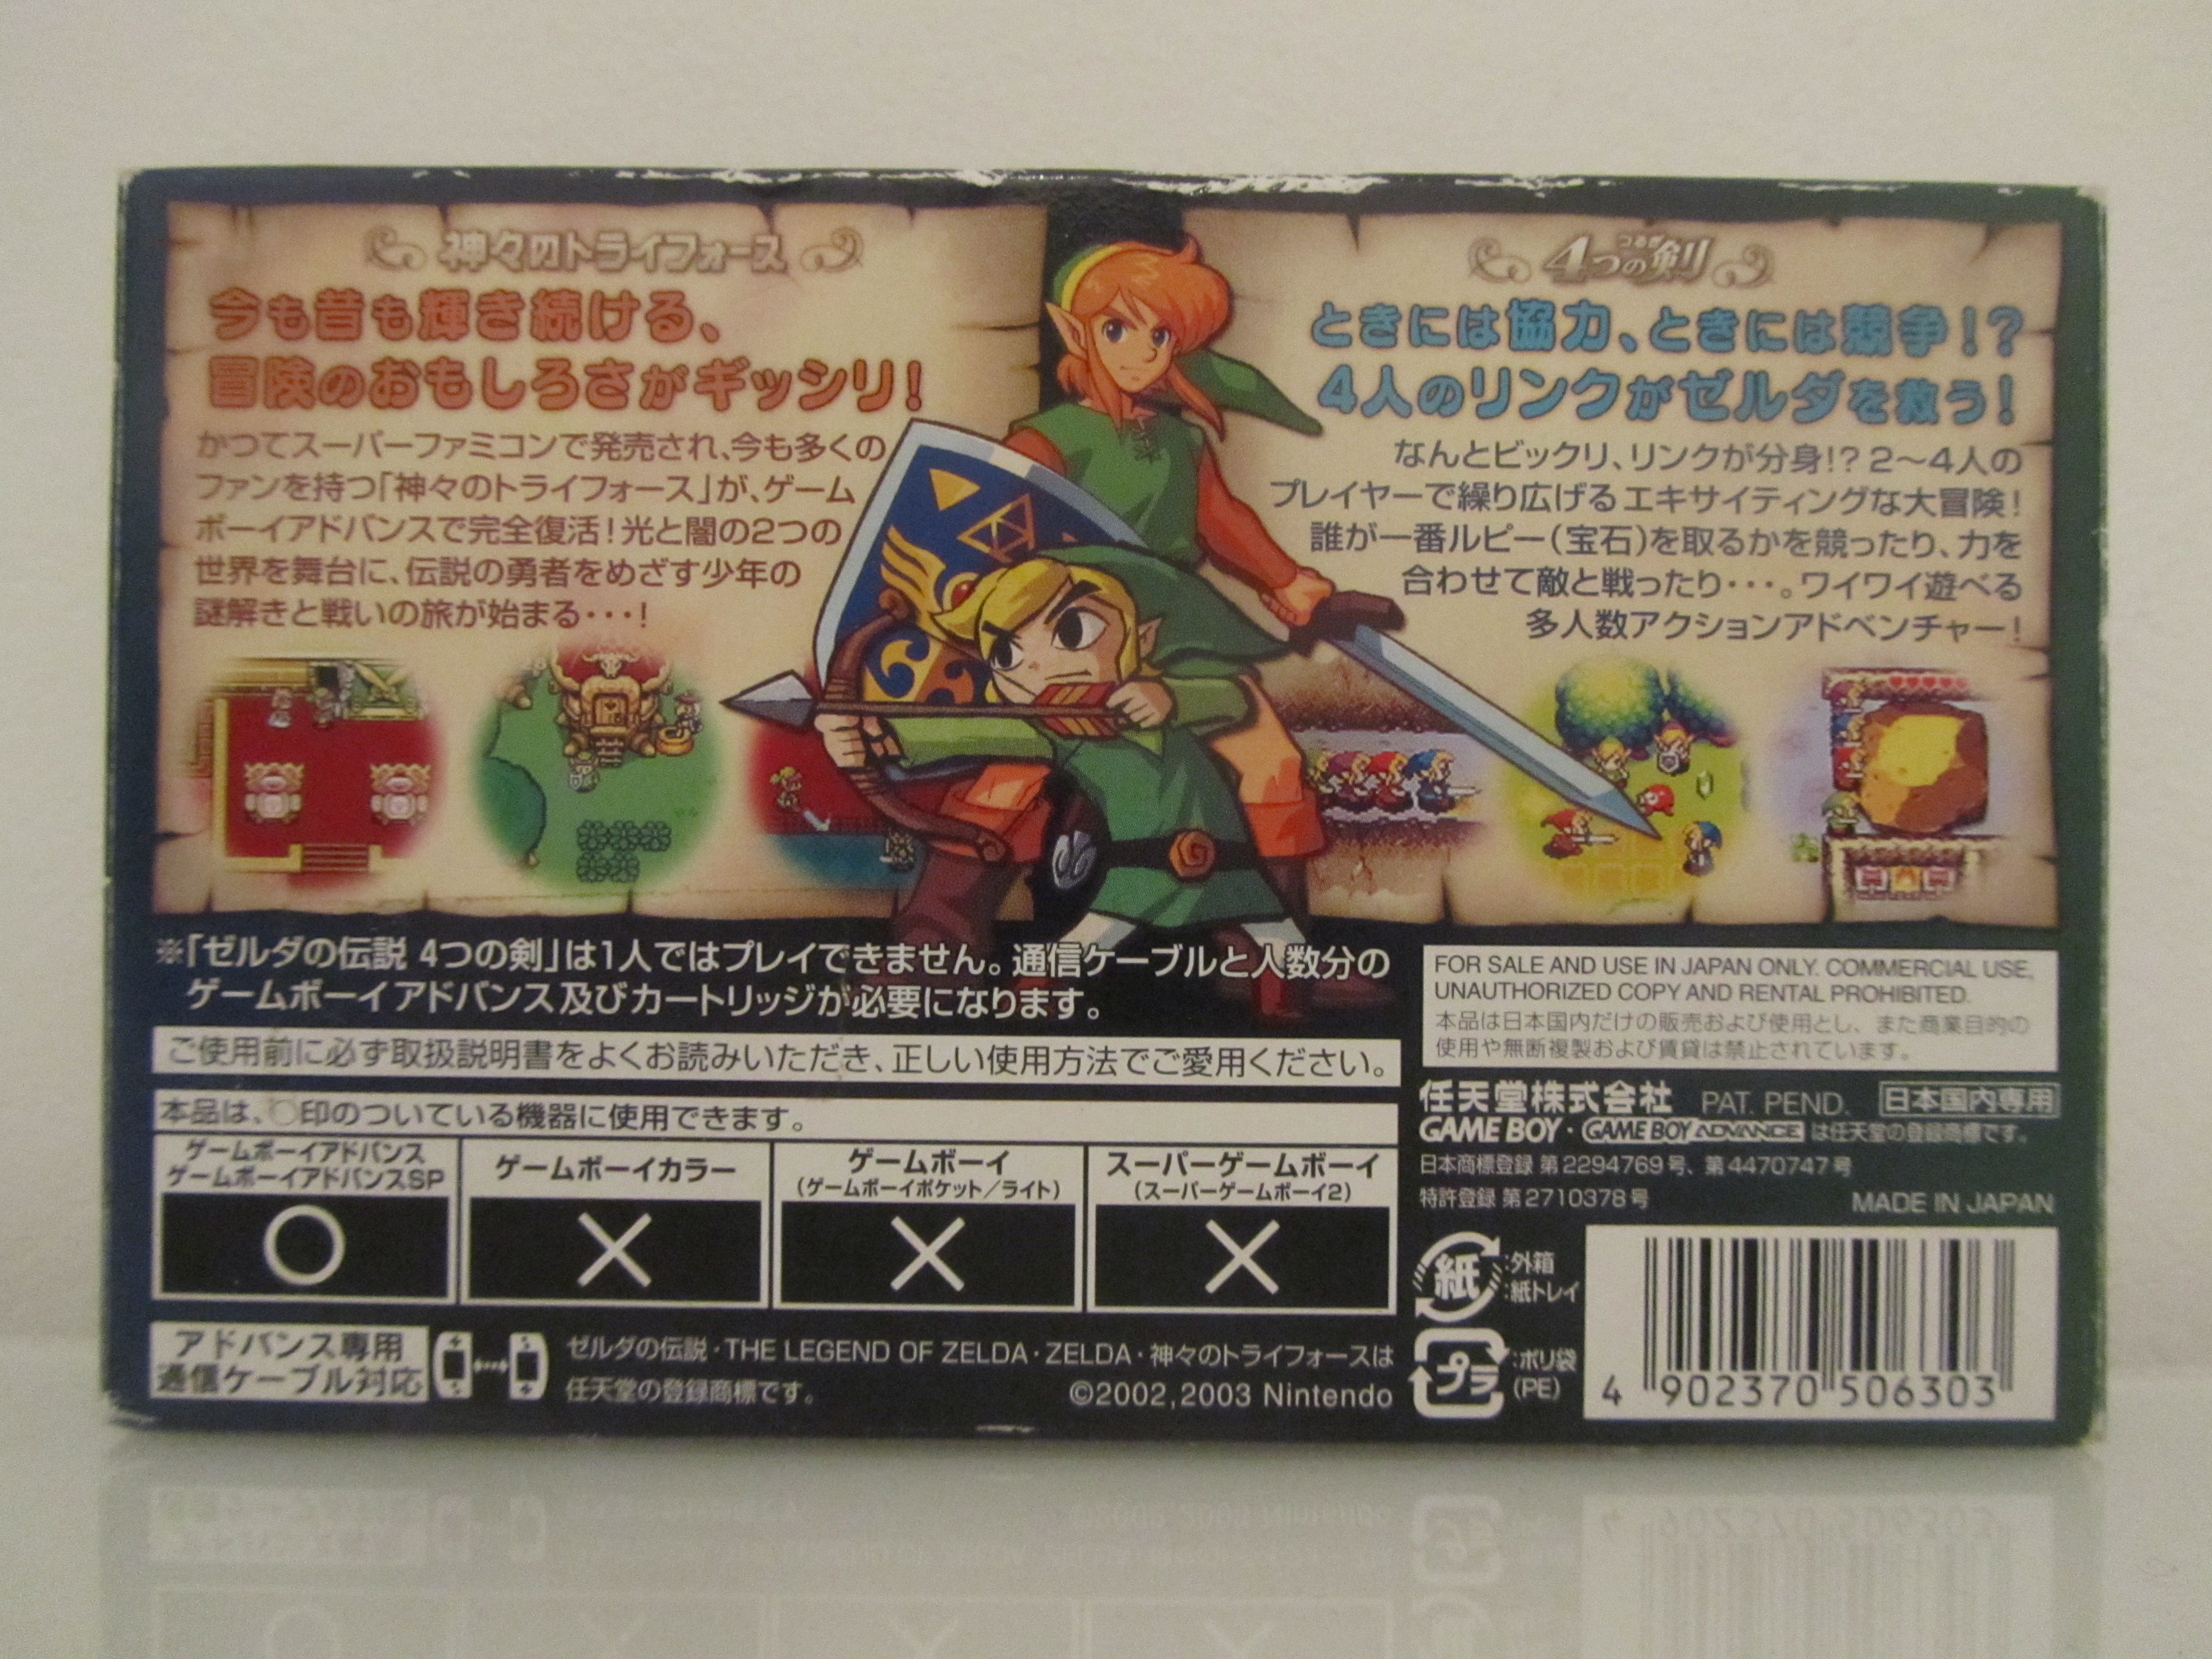 神々のトライフォース
今も昔も輝き続ける、
冒険のおもしろさがギッシリ！
かつてスーパーファミコンで発売され、今も多くの
ファンを持つ「神々のトライフォース」が、ゲーム
ボーイアドバンスで完全復活！光と闇の2つの
世界を舞台に、伝説の勇者をめざす少年の
謎解きと戦いの旅が始まる・・・！
つるぎ
4つの剣
ときには協力、ときには競争！？
4人のリンクがゼルダを救う！
なんとビックリ、リンクが分身！？2〜4人の
プレイヤーで繰り広げるエキサイティングな大冒険！
誰が一番ルピー（宝石）を取るかを競ったり、力を
合わせて敵と戦ったり・・・。ワイワイ遊べる
多人数アクションアドベンチャー！
※「ゼルダの伝説 4つの剣」は1人ではプレイできません。通信ケーブルと人数分の
ゲームボーイアドバンス及びカートリッジが必要になります。
ご使用前に必ず取扱説明書をよくお読みいただき、正しい使用方法でご愛用ください。
本品は、○印のついている機器に使用できます。
ゲームボーイアドバンス
ゲームボーイアドバンスSP
○
ゲームボーイカラー
×
ゲームボーイ
（ゲームボーイポケット／ライト）
×
スーパーゲームボーイ
（スーパーゲームボーイ2）
×
アドバンス専用
通信ケーブル対応
ゼルダの伝説・THE LEGEND OF ZELDA・ZELDA・神々のトライフォースは
任天堂の登録商標です。
©2002,2003 Nintendo
FOR SALE AND USE IN JAPAN ONLY. COMMERCIAL USE,
UNAUTHORIZED COPY AND RENTAL PROHIBITED.
本品は日本国内だけの販売および使用とし、また商業目的の
使用や無断複製および賃貸は禁止されています。
任天堂株式会社 PAT. PEND. 日本国内専用
GAME BOY・GAME BOY ADVANCE は任天堂の登録商標です。
日本商標登録 第2294769号、第4470747号
特許登録 第2710378号
MADE IN JAPAN
紙 :外箱
:紙トレイ
プラ :ポリ袋
(PE)
4 902370 506303